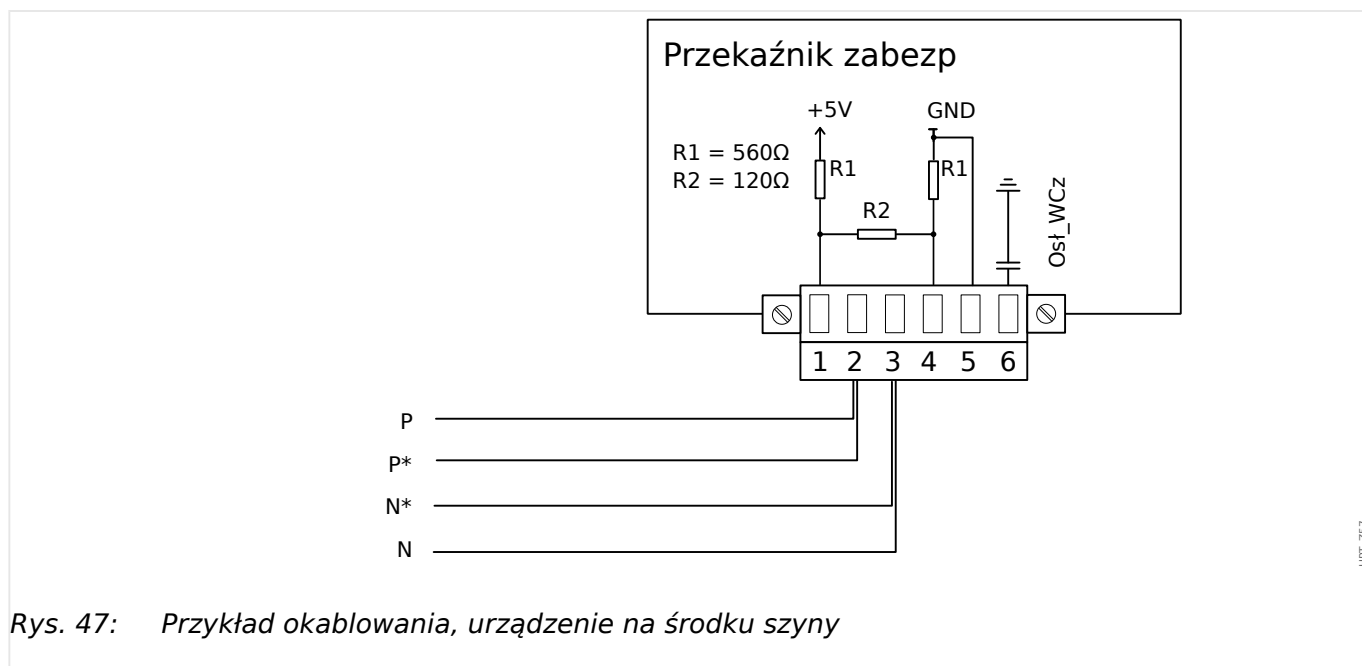 Przekaźnik zabezp
+5V GND
R1 = 560Ω
R2 = 120Ω
R1 R1
R2
Osł_WCz
1 2 3 4 5 6
P
P*
N*
N
Rys. 47: Przykład okablowania, urządzenie na środku szyny